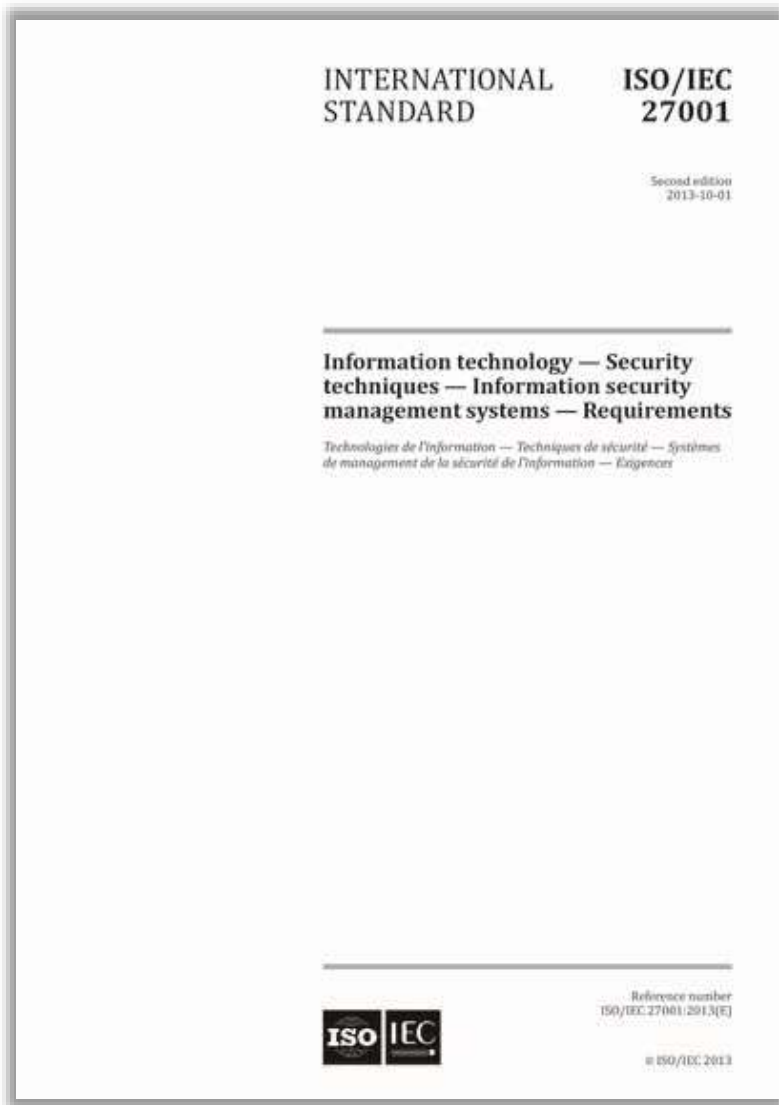 INTERNATIONAL STANDARD
ISO/IEC 27001
Second edition
2013-10-01
Information technology — Security
techniques — Information security
management systems — Requirements
Technologies de l'information — Techniques de sécurité — Systèmes
de management de la sécurité de l'information — Exigences
Reference number
ISO/IEC 27001:2013(E)
ISO
IEC
© ISO/IEC 2013